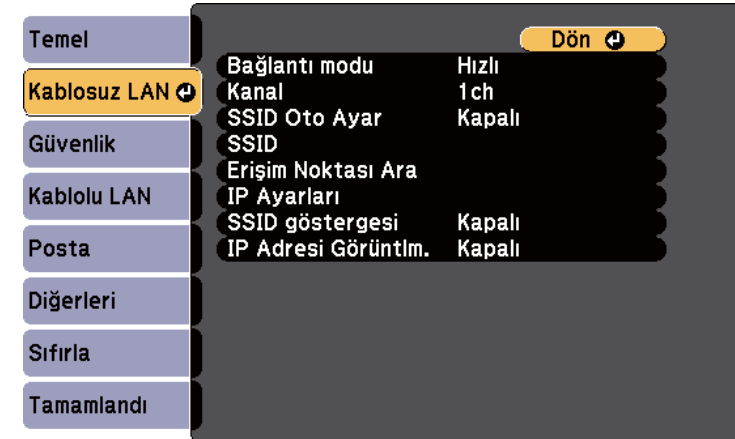 Temel
Kablosuz LAN
Güvenlik
Kablolu LAN
Posta
Diğerleri
Sıfırla
Tamamlandı
Dön
Bağlantı modu Hızlı
Kanal 1ch
SSID Oto Ayar Kapalı
SSID
Erişim Noktası Ara
IP Ayarları
SSID göstergesi Kapalı
IP Adresi Görüntlm. Kapalı